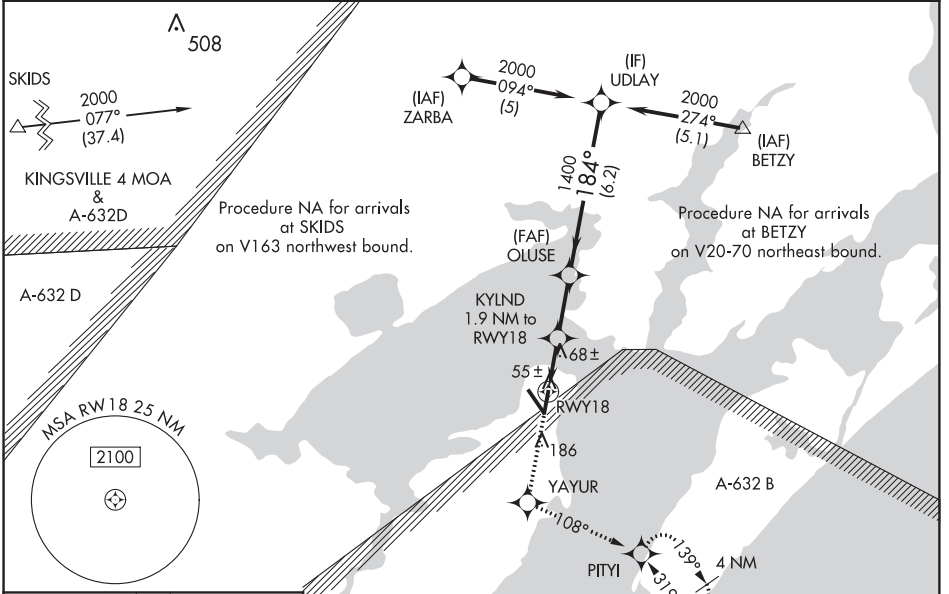 508
SKIDS
2000
077°
(37.4)
KINGSVILLE 4 MOA
&
A-632D
A-632 D
Procedure NA for arrivals
at SKIDS
on V163 northwest bound.
(IAF)
ZARBA
2000
094°
(5)
(IF)
UDLAY
2000
274°
(5.1)
(IAF)
BETZY
1400
184°
(6.2)
Procedure NA for arrivals
at BETZY
on V20-70 northeast bound.
(FAF)
OLUSE
KYLND
1.9 NM to
RWY18
68±
55±
RWY18
186
MSA RW18 25 NM
2100
YAYUR
A-632 B
108°
PITYI
139°
4 NM